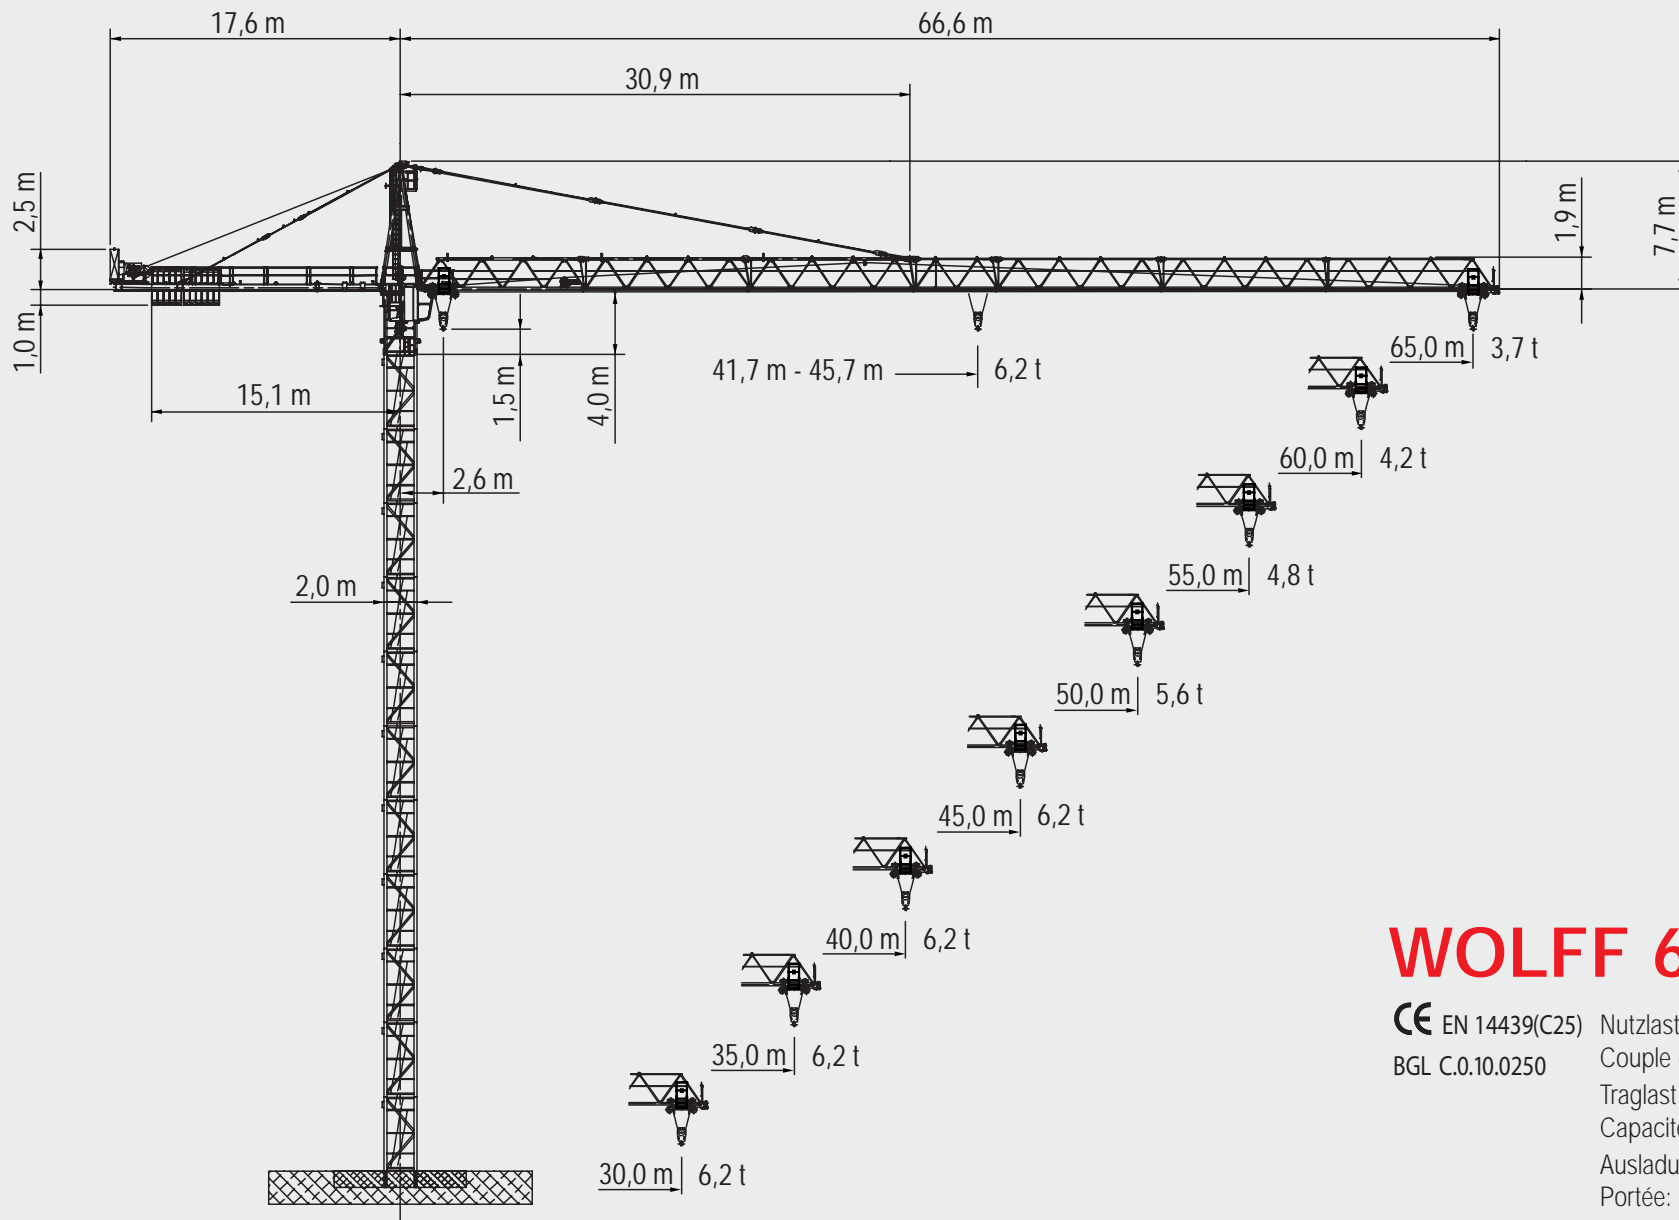 17,6 m
66,6 m
30,9 m
2,5 m
1,9 m
7,7 m
1,0 m
65,0 m 3,7 t
41,7 m - 45,7 m 6,2 t
15,1 m
1,5 m
4,0 m
60,0 m 4,2 t
2,6 m
55,0 m 4,8 t
2,0 m
50,0 m 5,6 t
45,0 m 6,2 t
40,0 m 6,2 t
WOLFF 6
CE EN 14439(C25)
BGL C.0.10.0250
Nutzlast
Couple
Traglast
Capacité
Ausladu
Portée:
35,0 m 6,2 t
30,0 m 6,2 t